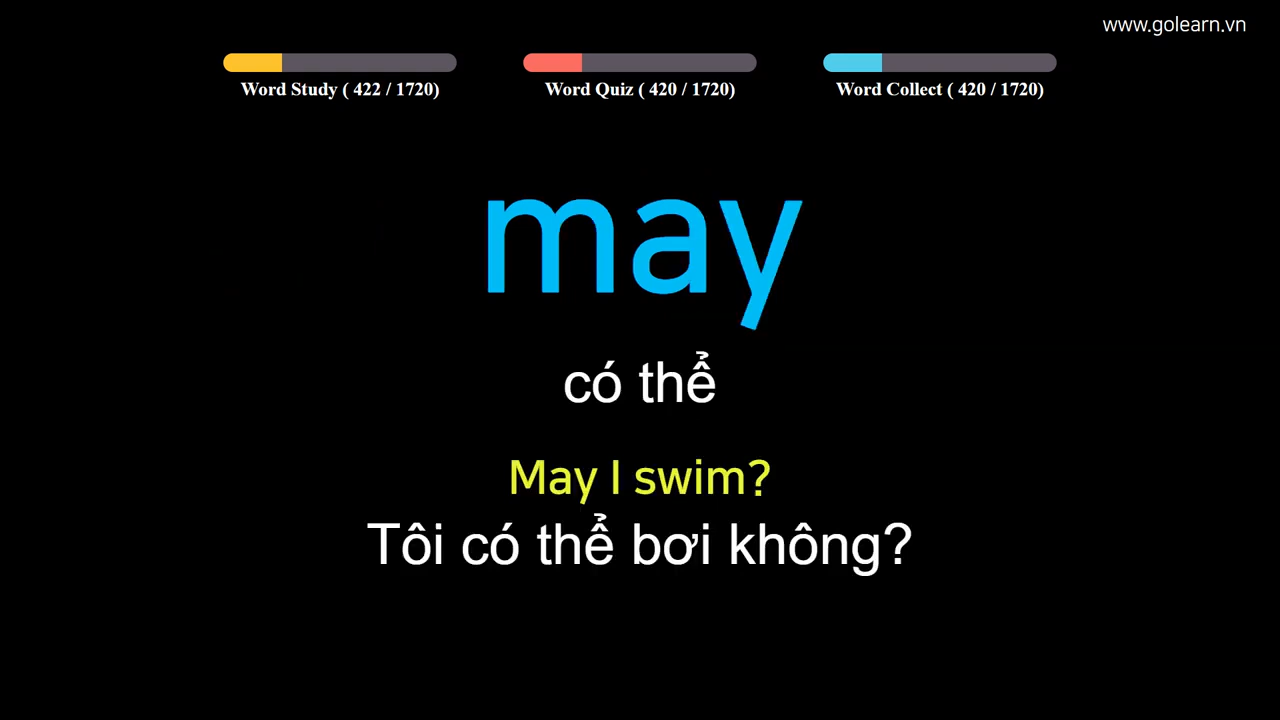 www.golearn.vn
Word Study ( 422 / 1720)
Word Quiz ( 420 / 1720)
Word Collect ( 420 / 1720)
may
có thể
May I swim?
Tôi có thể bơi không?